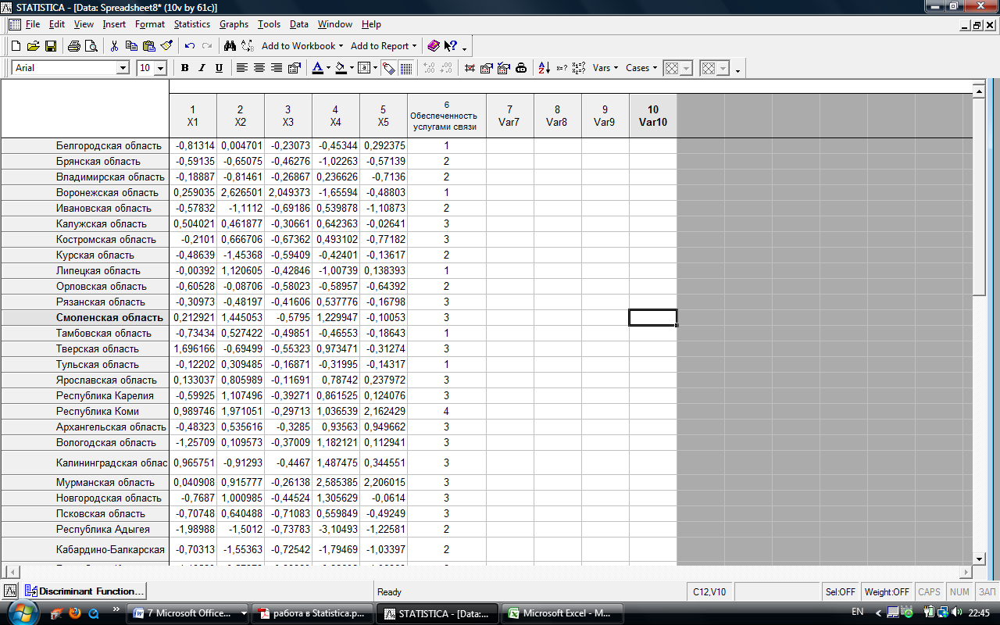 STATISTICA - [Data: Spreadsheet8* (10v by 61c)]
File Edit View Insert Format Statistics Graphs Tools Data Window Help
Add to Workbook Add to Report
Arial 10 B I U Vars Cases
1 2 3 4 5 6 7 8 9 10
X1 X2 X3 X4 X5 Обеспеченность услугами связи Var7 Var8 Var9 Var10
Белгородская область -0,81314 0,004701 -0,23073 -0,45344 0,292375 1
Брянская область -0,59135 -0,65075 -0,46276 -1,02263 -0,57139 2
Владимирская область -0,18887 -0,81461 -0,26867 0,236626 -0,7136 2
Воронежская область 0,259035 2,626501 2,049373 -1,65594 -0,48803 1
Ивановская область -0,57832 -1,1112 -0,69186 0,539878 -1,10873 2
Калужская область 0,504021 0,461877 -0,30661 0,642363 -0,02641 3
Костромская область -0,2101 0,666706 -0,67362 0,493102 -0,77182 3
Курская область -0,48639 -1,45368 -0,59409 -0,42401 -0,13617 2
Липецкая область -0,00392 1,120605 -0,42846 -1,00739 0,138393 1
Орловская область -0,60528 -0,08706 -0,58023 -0,58957 -0,64392 2
Рязанская область -0,30973 -0,48197 -0,41606 0,537776 -0,16798 3
Смоленская область 0,212921 1,445053 -0,5795 1,229947 -0,10053 3
Тамбовская область -0,73434 0,527422 -0,49851 -0,46553 -0,18643 1
Тверская область 1,696166 -0,69499 -0,55323 0,973471 -0,31274 3
Тульская область -0,12202 0,309485 -0,16871 -0,31995 -0,14317 1
Ярославская область 0,133037 0,805989 -0,11691 0,78742 0,237972 3
Республика Карелия -0,59925 1,107496 -0,39271 0,861525 0,124076 3
Республика Коми 0,989746 1,971051 -0,29713 1,036539 2,162429 4
Архангельская область -0,48323 0,535616 -0,3285 0,93563 0,949662 3
Вологодская область -1,25709 0,109573 -0,37009 1,182121 0,112941 3
Калининградская облас 0,965751 -0,91293 -0,4467 1,487475 0,344551 3
Мурманская область 0,040908 0,915777 -0,26138 2,585385 2,206015 3
Новгородская область -0,7687 1,000985 -0,44524 1,305629 -0,0614 3
Псковская область -0,70748 0,640488 -0,71083 0,559849 -0,49249 3
Республика Адыгея -1,98988 -1,5012 -0,73783 -3,10493 -1,22581 2
Кабардино-Балкарская -0,70313 -1,55363 -0,72542 -1,79469 -1,03397 2
Discriminant Function... Ready C12,V10 Sel:OFF Weight:OFF CAPS NUM ЗАП
7 Microsoft Office... работа в Statistica.p... STATISTICA - [Data:... Microsoft Excel - M... EN 22:45